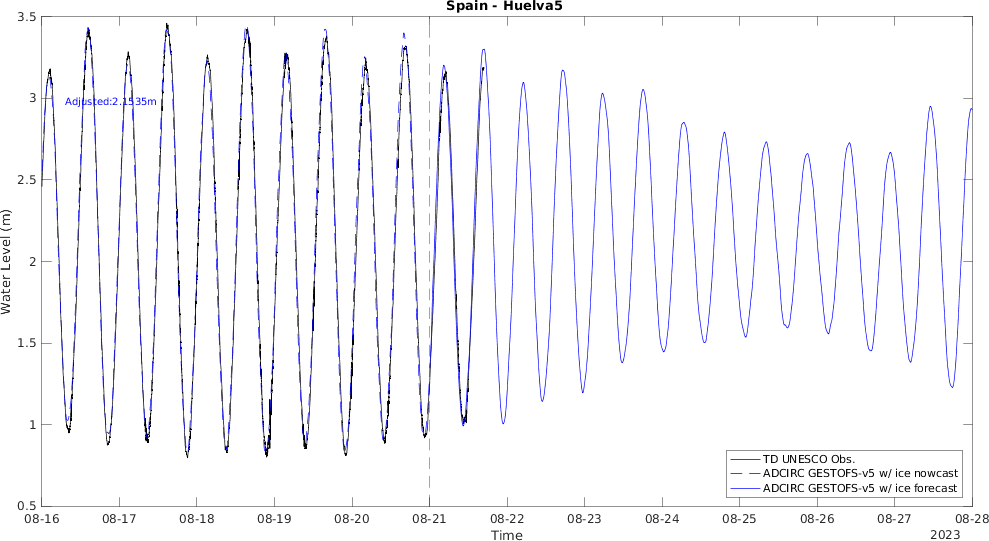 Spain - Huelva5
3.5
3
2.5
2
1.5
1
0.5
Water Level (m)
Adjusted:2.1535m
TD UNESCO Obs.
ADCIRC GESTOFS-v5 w/ ice nowcast
ADCIRC GESTOFS-v5 w/ ice forecast
08-16 08-17 08-18 08-19 08-20 08-21 08-22 08-23 08-24 08-25 08-26 08-27 08-28
Time
2023